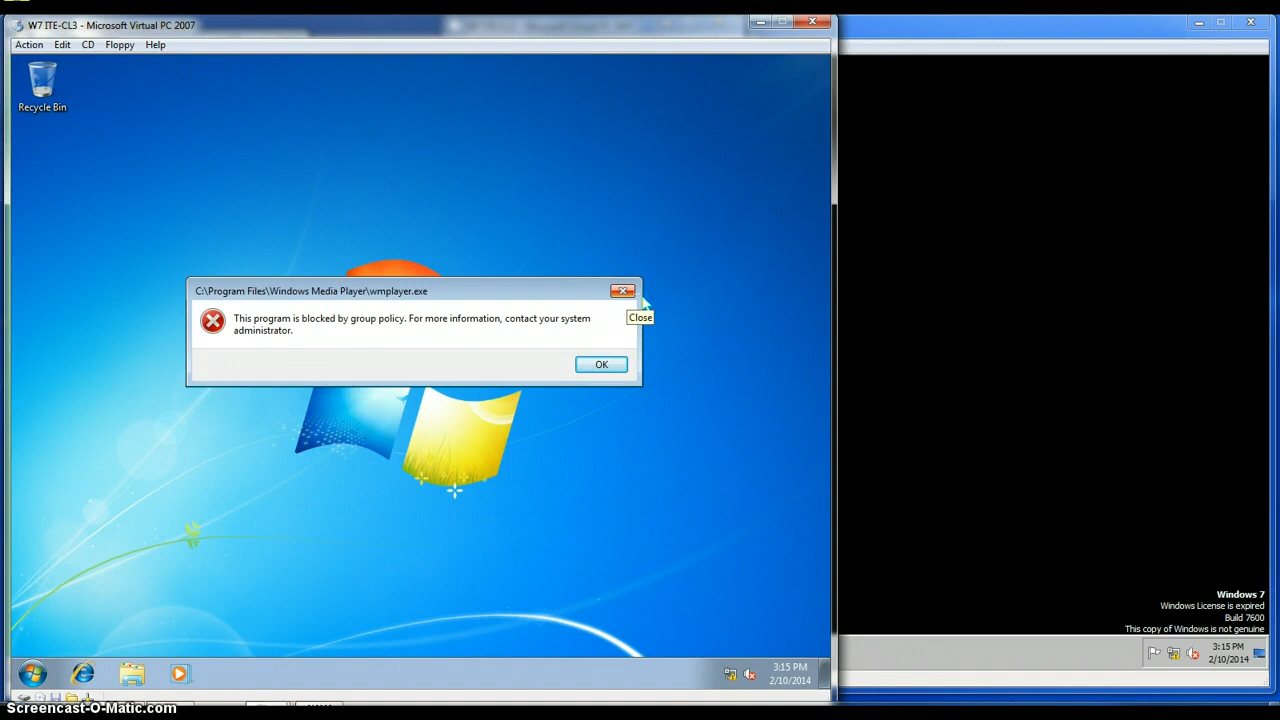 W7 ITE-CL3 - Microsoft Virtual PC 2007
Action Edit CD Floppy Help
Recycle Bin
C:\Program Files\Windows Media Player\wmplayer.exe
This program is blocked by group policy. For more information, contact your system
administrator.
Close
OK
Windows 7
Windows License is expired
Build 7600
This copy of Windows is not genuine
3:15 PM
2/10/2014
3:15 PM
2/10/2014
Screencast-O-Matic.com